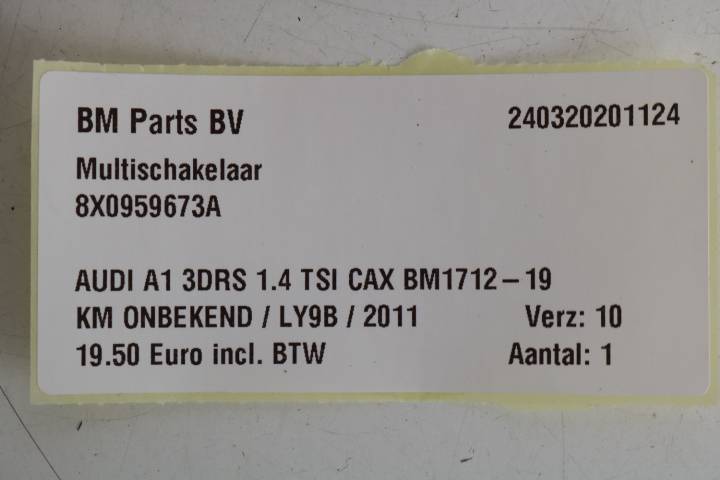 BM Parts BV 240320201124
Multischakelaar
8X0959673A
AUDI A1 3DRS 1.4 TSI CAX BM1712-19
KM ONBEKEND / LY9B / 2011 Verz: 10
19.50 Euro incl. BTW Aantal: 1